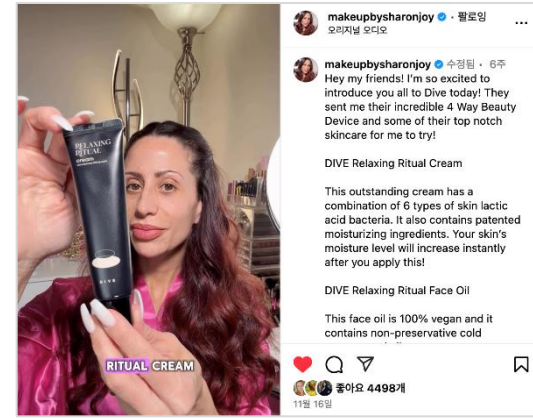 RELAXING
RITUAL
cream
DIVE
RITUAL CREAM
makeupbysharonjoy • 팔로잉
오리지널 오디오
makeupbysharonjoy 수정됨 • 6주
Hey my friends! I'm so excited to
introduce you all to Dive today! They
sent me their incredible 4 Way Beauty
Device and some of their top notch
skincare for me to try!
DIVE Relaxing Ritual Cream
This outstanding cream has a
combination of 6 types of skin lactic
acid bacteria. It also contains patented
moisturizing ingredients. Your skin's
moisture level will increase instantly
after you apply this!
DIVE Relaxing Ritual Face Oil
This face oil is 100% vegan and it
contains non-preservative cold
좋아요 4498개
11월 16일